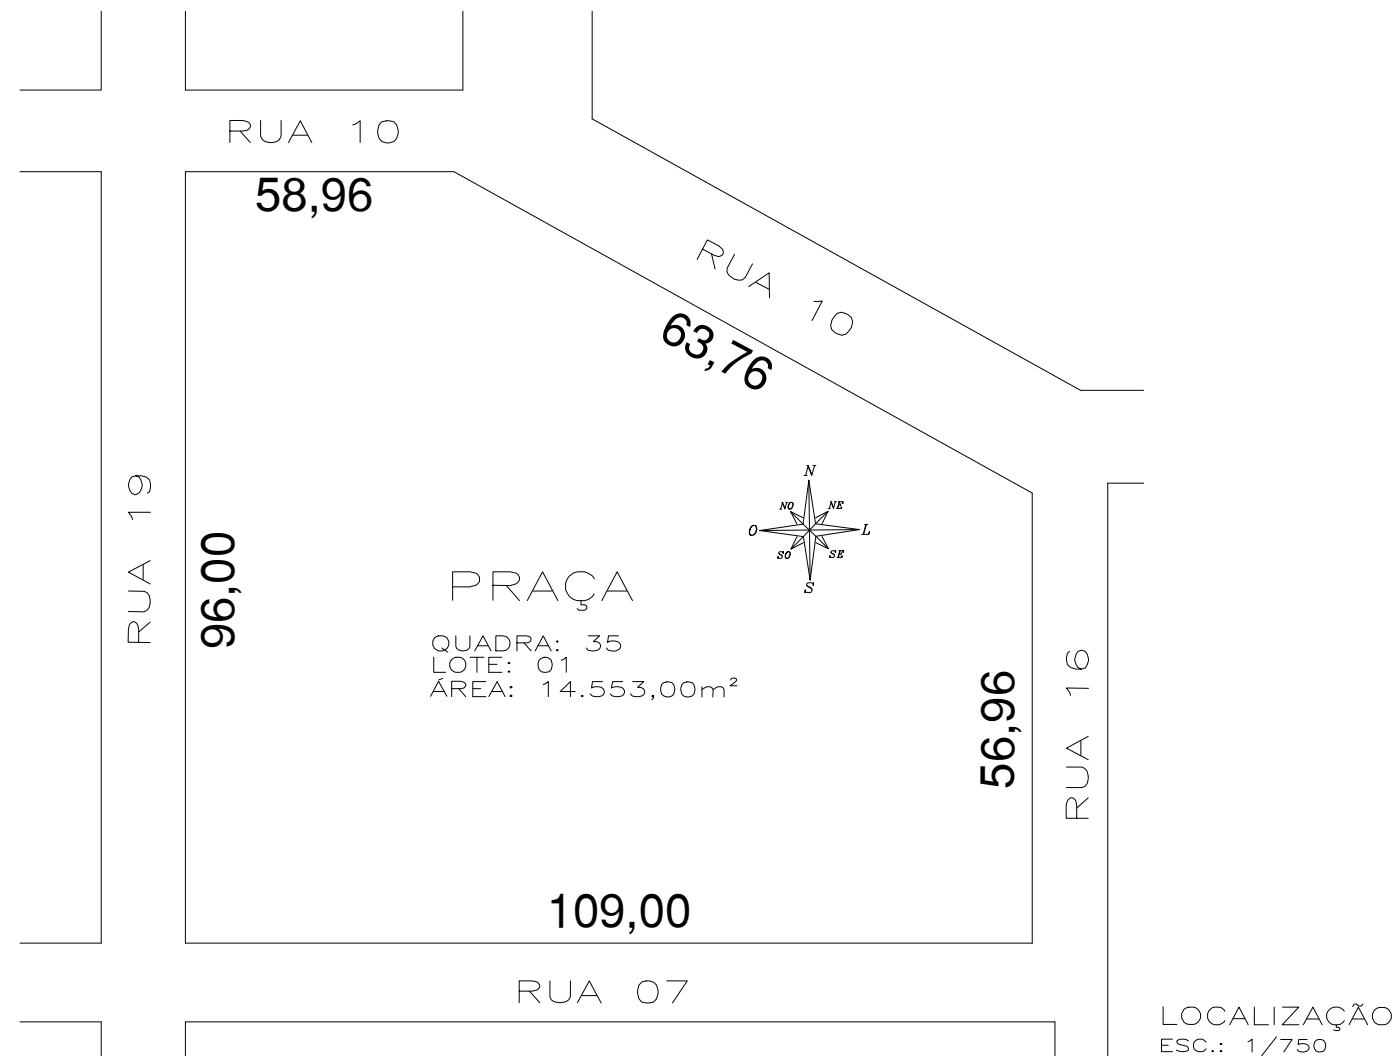 RUA 10
58,96
RUA 10
63,76
RUA 19
96,00
N
NO
NE
O
L
SO
SE
S
PRAÇA
QUADRA: 35
LOTE: 01
ÁREA: 14.553,00m²
56,96
RUA 16
109,00
RUA 07
LOCALIZAÇÃO
ESC.: 1/750